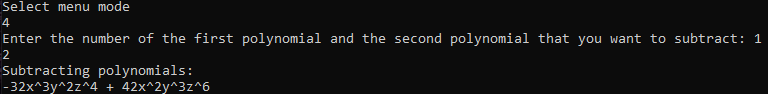 Select menu mode
4
Enter the number of the first polynomial and the second polynomial that you want to subtract: 1
2
Subtracting polynomials:
-32x^3y^2z^4 + 42x^2y^3z^6